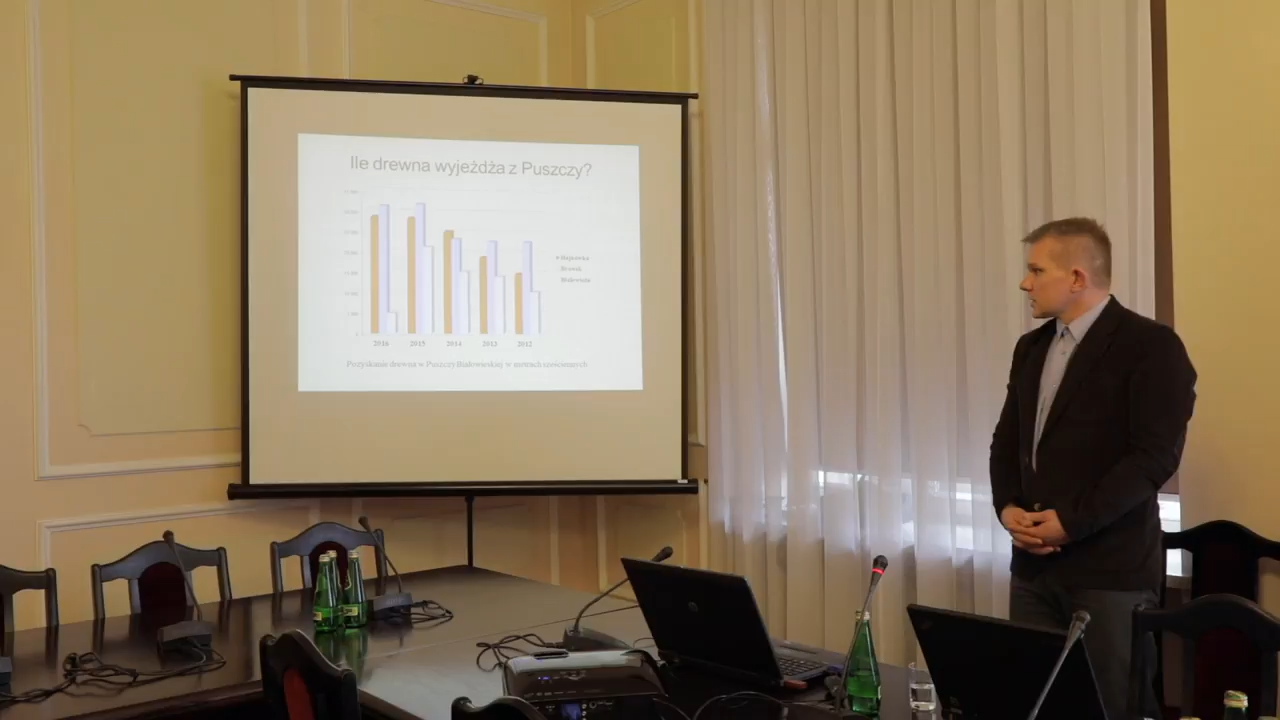 Ile drewna wyjeżdża z Puszczy?
Hajnówka
Browsk
Białowieża
2016 2015 2014 2013 2012
Pozyskanie drewna w Puszczy Białowieskiej w metrach sześciennych